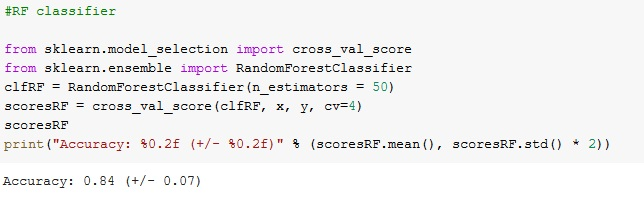 #RF classifier
from sklearn.model_selection import cross_val_score
from sklearn.ensemble import RandomForestClassifier
clfRF = RandomForestClassifier(n_estimators = 50)
scoresRF = cross_val_score(clfRF, x, y, cv=4)
scoresRF
print("Accuracy: %0.2f (+/- %0.2f)" % (scoresRF.mean(), scoresRF.std() * 2))
Accuracy: 0.84 (+/- 0.07)